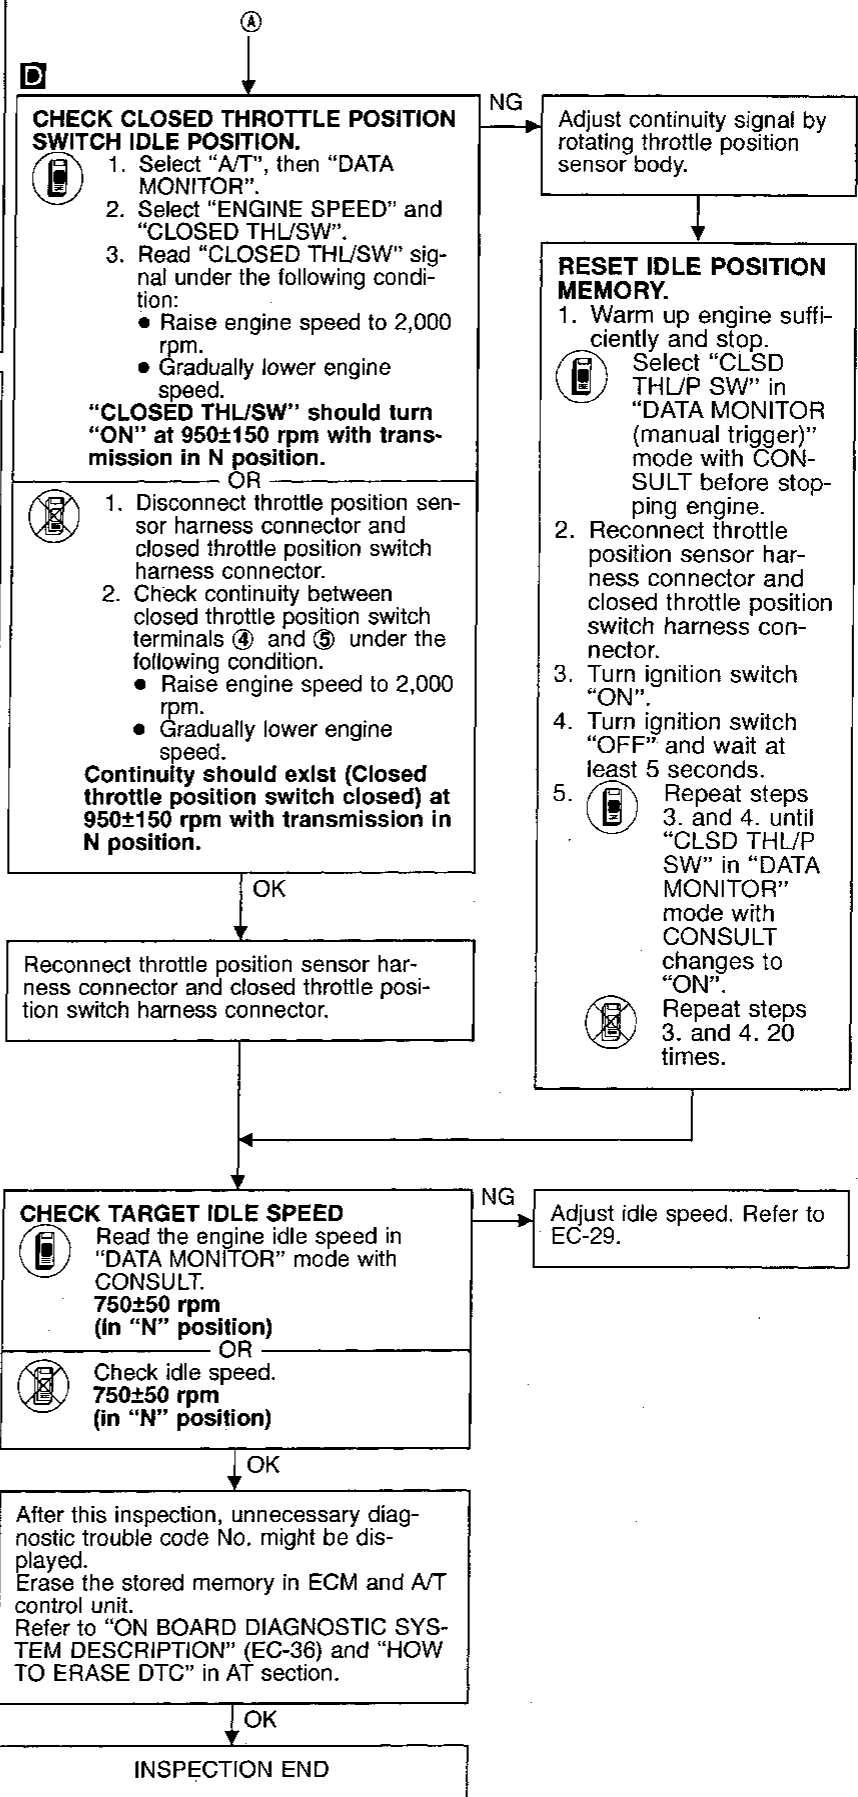 Ⓐ
D
CHECK CLOSED THROTTLE POSITION
SWITCH IDLE POSITION.
1. Select “A/T”, then “DATA
MONITOR”.
2. Select “ENGINE SPEED” and
“CLOSED THL/SW”.
3. Read “CLOSED THL/SW” sig-
nal under the following condi-
tion:
● Raise engine speed to 2,000
rpm.
● Gradually lower engine
speed.
“CLOSED THL/SW” should turn
“ON” at 950±150 rpm with trans-
mission in N position.
OR
1. Disconnect throttle position sen-
sor harness connector and
closed throttle position switch
harness connector.
2. Check continuity between
closed throttle position switch
terminals ④ and ⑤ under the
following condition.
● Raise engine speed to 2,000
rpm.
● Gradually lower engine
speed.
Continuity should exist (Closed
throttle position switch closed) at
950±150 rpm with transmission in
N position.
NG
Adjust continuity signal by
rotating throttle position
sensor body.
RESET IDLE POSITION
MEMORY.
1. Warm up engine suffi-
ciently and stop.
Select “CLSD
THL/P SW” in
“DATA MONITOR
(manual trigger)”
mode with CON-
SULT before stop-
ping engine.
2. Reconnect throttle
position sensor har-
ness connector and
closed throttle position
switch harness con-
nector.
3. Turn ignition switch
“ON”.
4. Turn ignition switch
“OFF” and wait at
least 5 seconds.
5. Repeat steps
3. and 4. until
“CLSD THL/P
SW” in “DATA
MONITOR”
mode with
CONSULT
changes to
“ON”.
Repeat steps
3. and 4. 20
times.
OK
Reconnect throttle position sensor har-
ness connector and closed throttle posi-
tion switch harness connector.
CHECK TARGET IDLE SPEED
Read the engine idle speed in
“DATA MONITOR” mode with
CONSULT.
750±50 rpm
(in “N” position)
OR
Check idle speed.
750±50 rpm
(in “N” position)
NG
Adjust idle speed. Refer to
EC-29.
OK
After this inspection, unnecessary diag-
nostic trouble code No. might be dis-
played.
Erase the stored memory in ECM and A/T
control unit.
Refer to “ON BOARD DIAGNOSTIC SYS-
TEM DESCRIPTION” (EC-36) and “HOW
TO ERASE DTC” in AT section.
OK
INSPECTION END